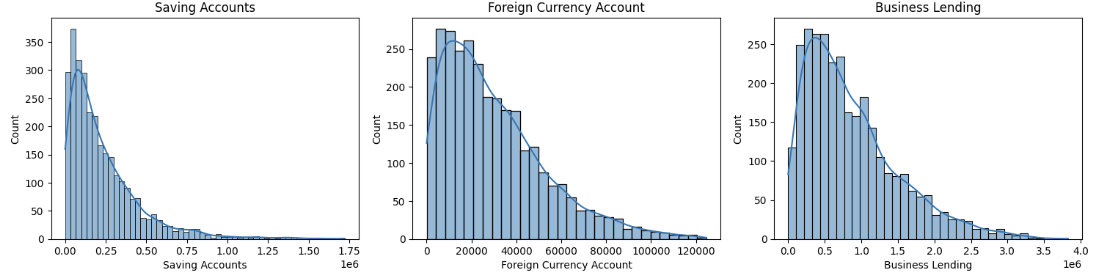 Saving Accounts
Count
350
300
250
200
150
100
50
0
0.00 0.25 0.50 0.75 1.00 1.25 1.50 1.75
1e6
Saving Accounts
Foreign Currency Account
Count
250
200
150
100
50
0
0 20000 40000 60000 80000 100000 120000
Foreign Currency Account
Business Lending
Count
250
200
150
100
50
0
0.0 0.5 1.0 1.5 2.0 2.5 3.0 3.5 4.0
1e6
Business Lending